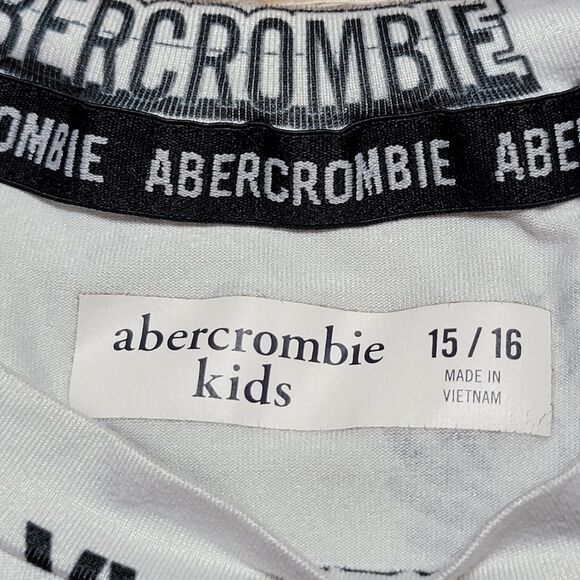 ABERCROMBIE
OMBIE ABERCROMBIE ABE
abercrombie
kids
15 / 16
MADE IN
VIETNAM